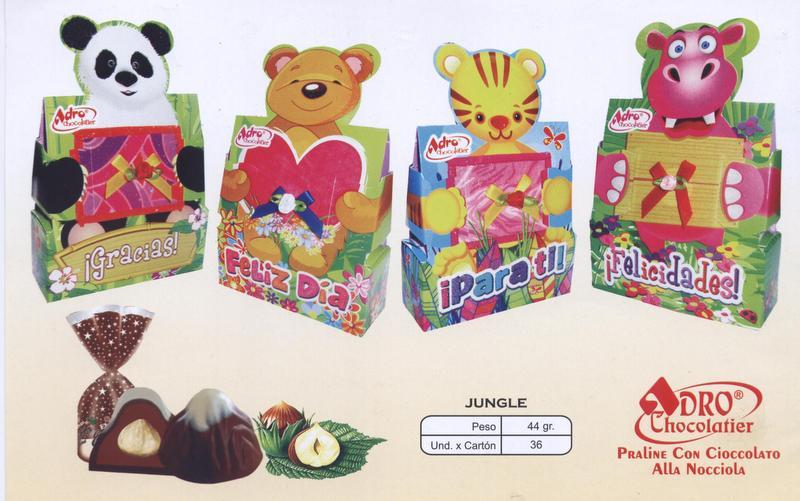 Adro®
Chocolatier
¡Gracias!
Adro®
Chocolatier
Feliz Día
Adro®
Chocolatier
¡Para ti!
Adro®
Chocolatier
¡Felicidades!
JUNGLE
Peso 44 gr.
Und. x Cartón 36
ADRO®
Chocolatier
PRALINE CON CIOCCOLATO
ALLA NOCCIOLA